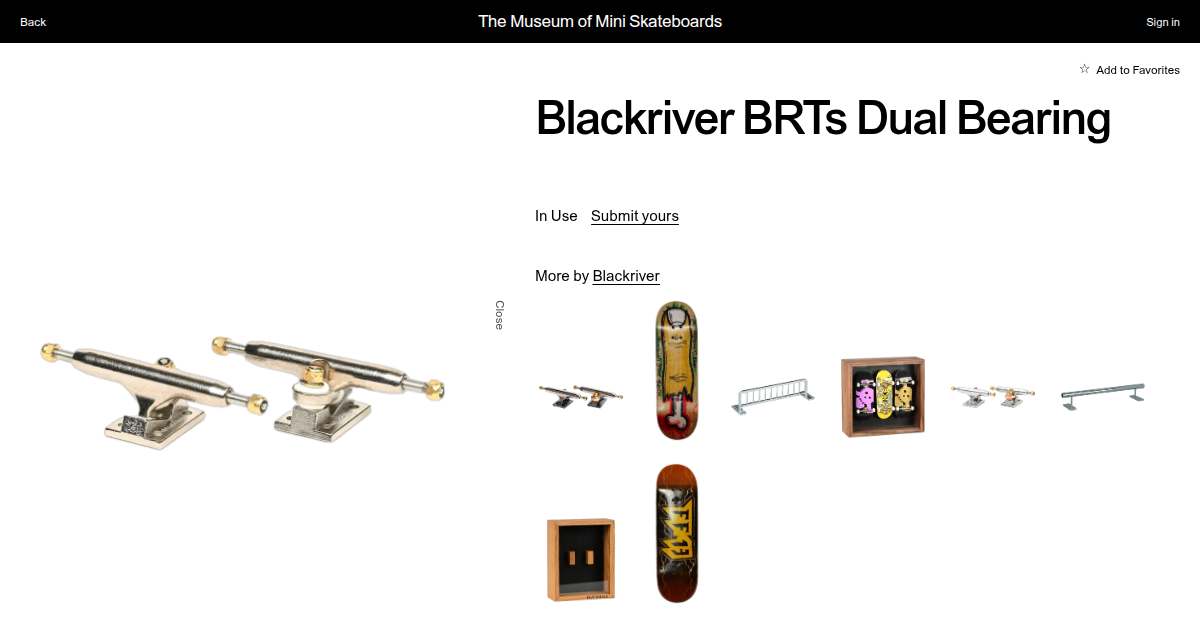 Back
The Museum of Mini Skateboards
Sign in
☆ Add to Favorites
Blackriver BRTs Dual Bearing
In Use Submit yours
More by Blackriver
Close